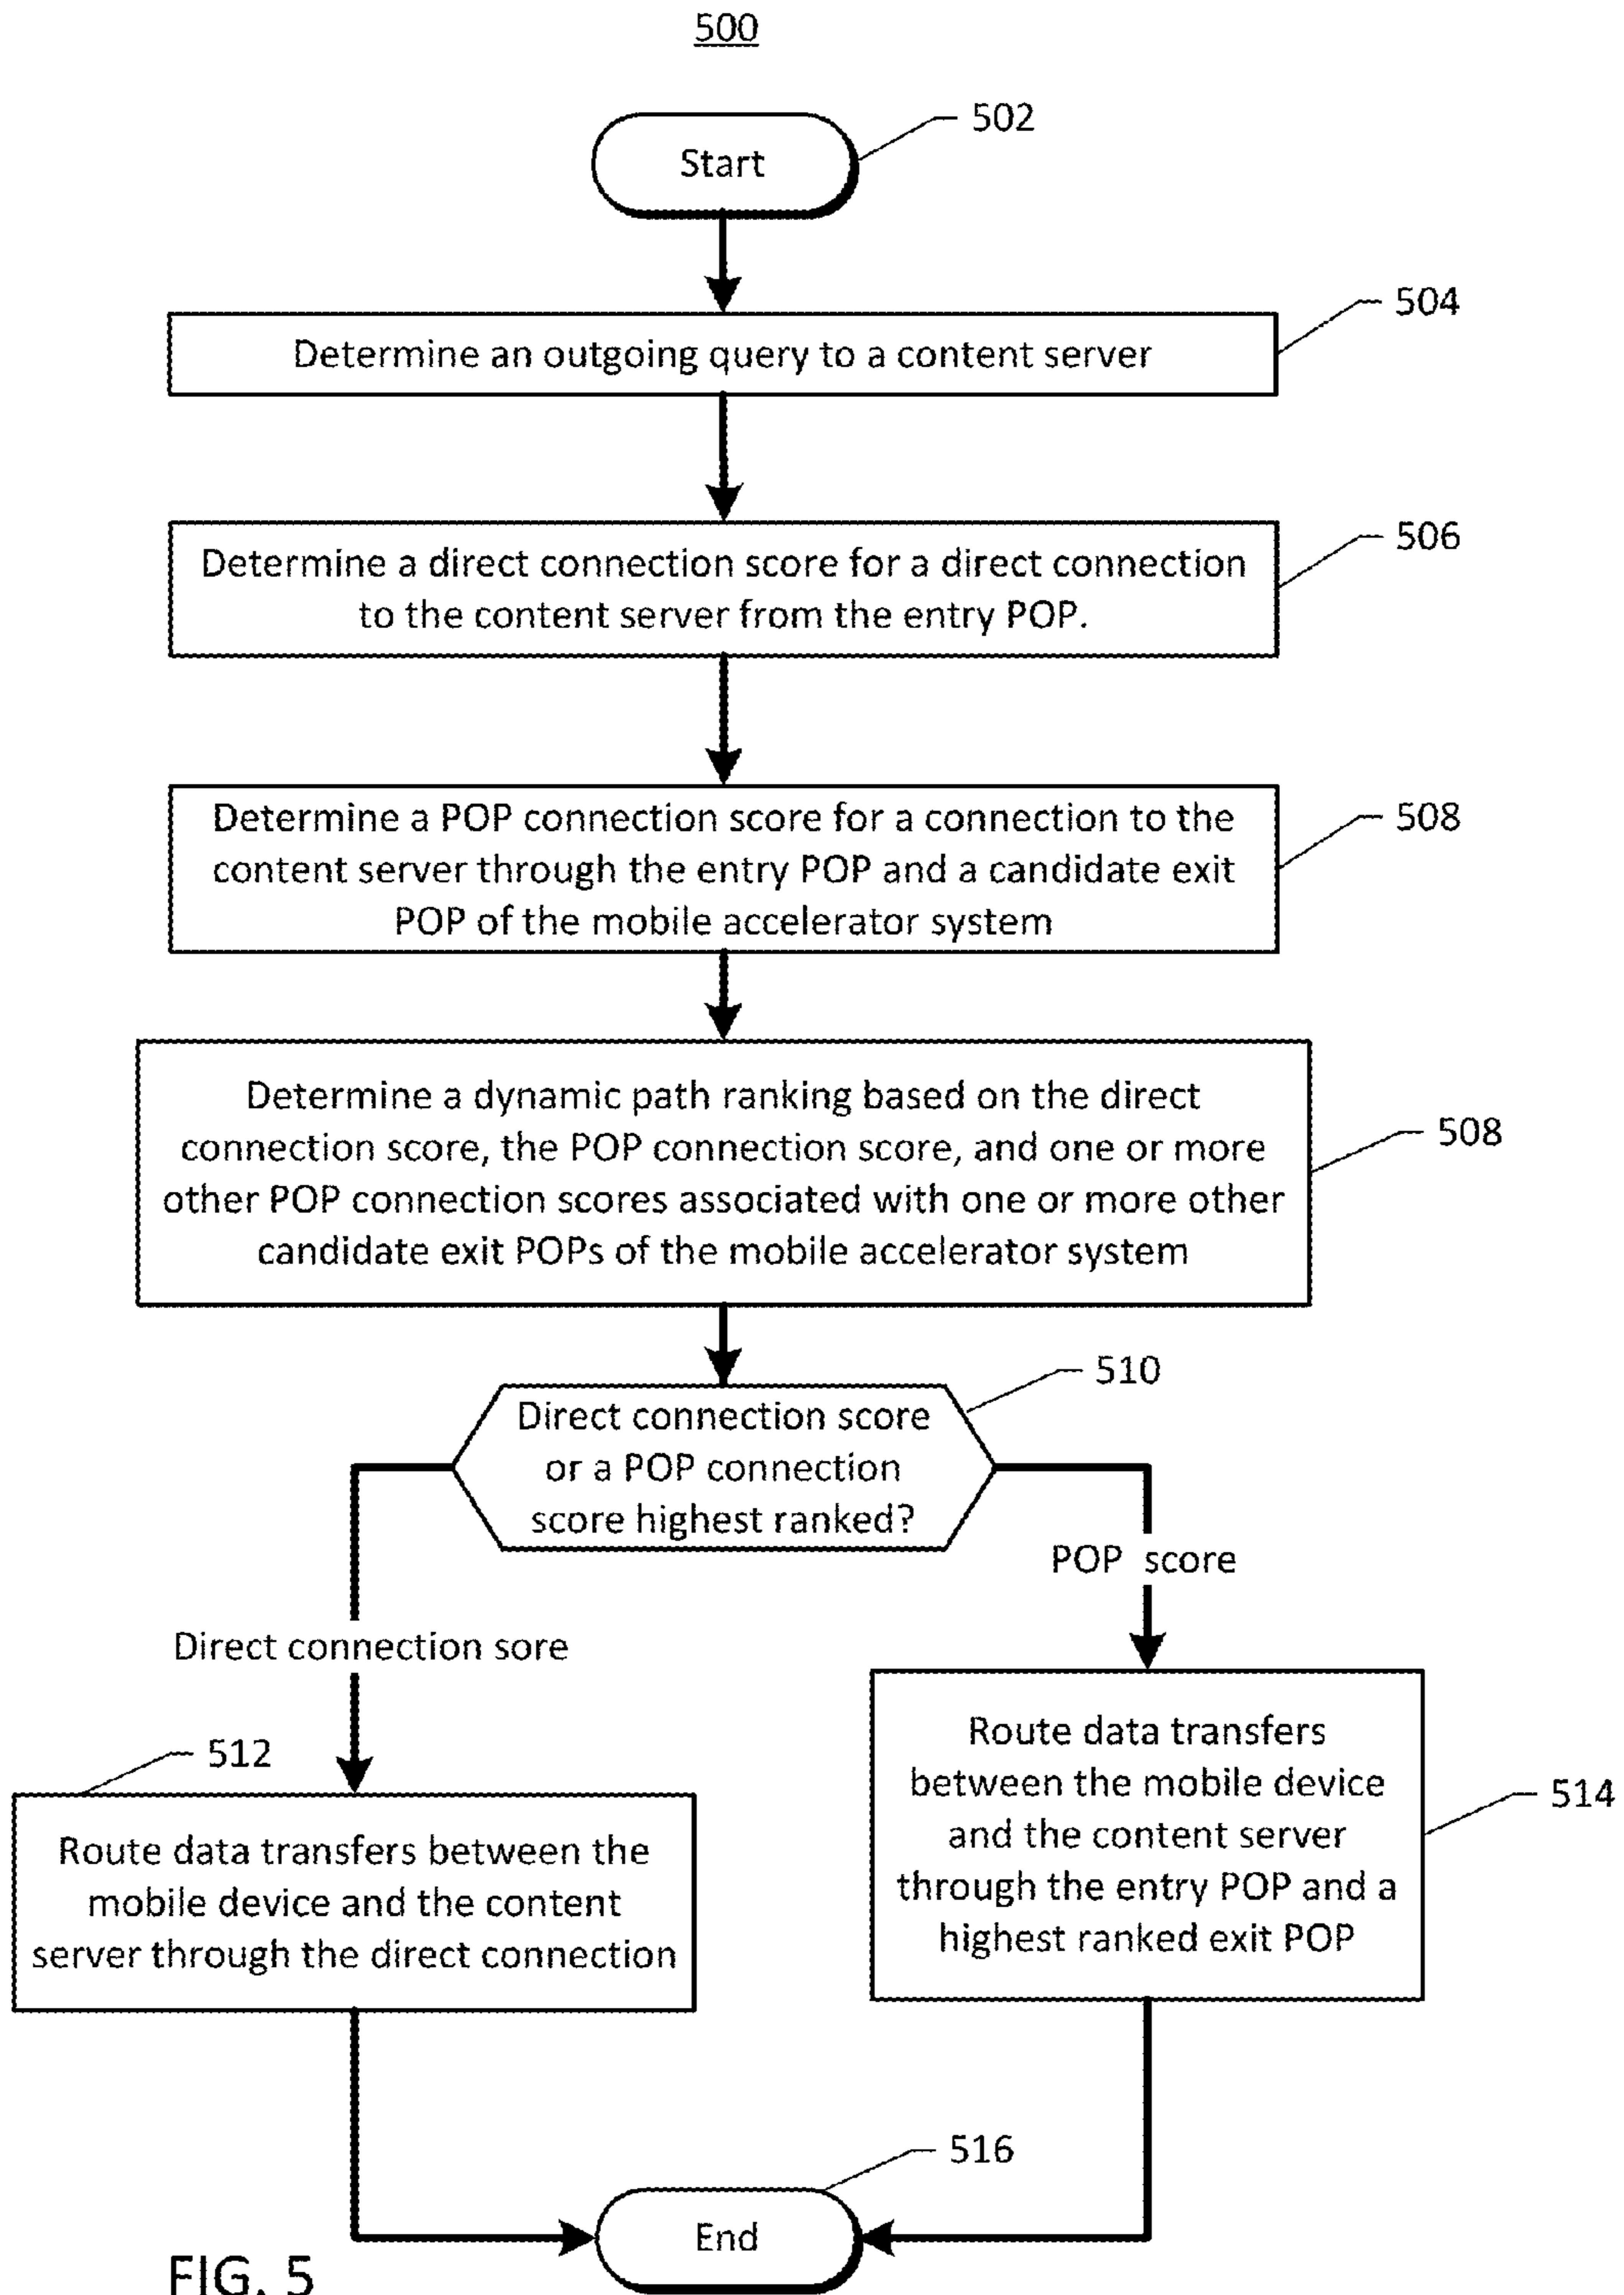 500
Start
502
Determine an outgoing query to a content server
504
Determine a direct connection score for a direct connection
to the content server from the entry POP.
506
Determine a POP connection score for a connection to the
content server through the entry POP and a candidate exit
POP of the mobile accelerator system
508
Determine a dynamic path ranking based on the direct
connection score, the POP connection score, and one or more
other POP connection scores associated with one or more other
candidate exit POPs of the mobile accelerator system
508
510
Direct connection score
or a POP connection
score highest ranked?
POP score
Direct connection sore
512
Route data transfers between the
mobile device and the content
server through the direct connection
Route data transfers
between the mobile device
and the content server
through the entry POP and a
highest ranked exit POP
514
516
End
FIG. 5